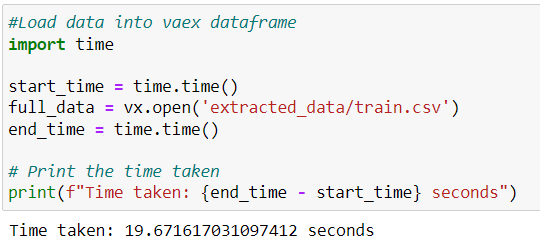 #Load data into vaex dataframe
import time
start_time = time.time()
full_data = vx.open('extracted_data/train.csv')
end_time = time.time()
# Print the time taken
print(f"Time taken: {end_time - start_time} seconds")
Time taken: 19.671617031097412 seconds